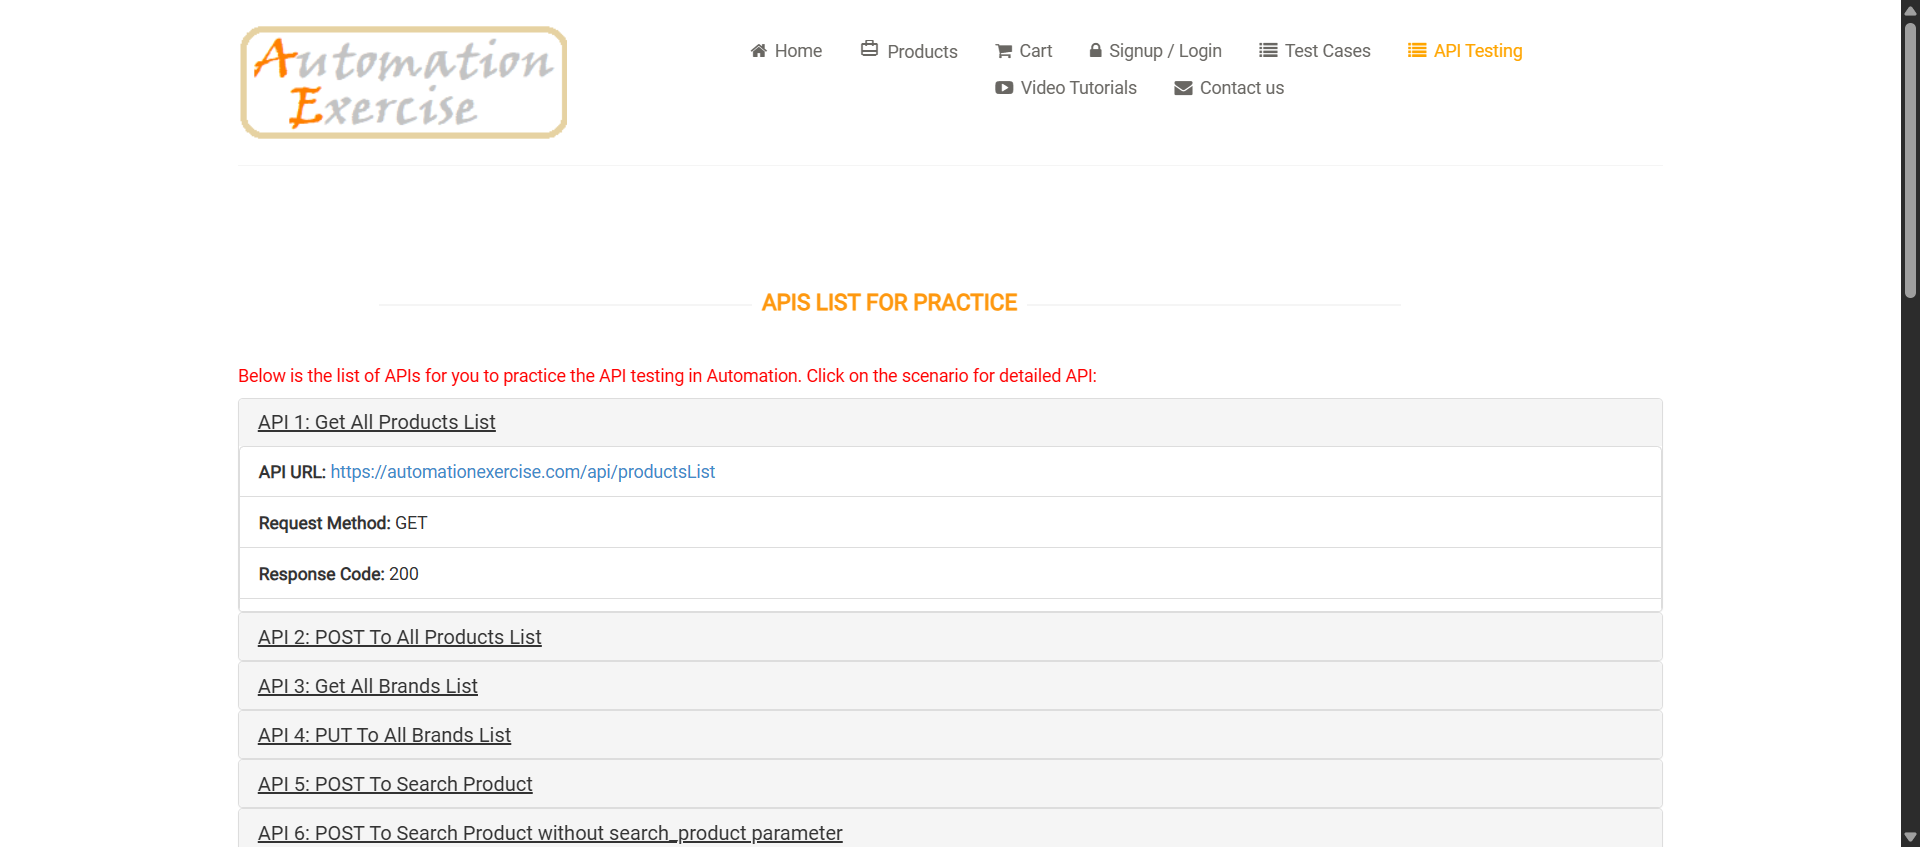 Automation
Exercise
Home
Products
Cart
Signup / Login
Test Cases
API Testing
Video Tutorials
Contact us
APIS LIST FOR PRACTICE
Below is the list of APIs for you to practice the API testing in Automation. Click on the scenario for detailed API:
API 1: Get All Products List
API URL: https://automationexercise.com/api/productsList
Request Method: GET
Response Code: 200
API 2: POST To All Products List
API 3: Get All Brands List
API 4: PUT To All Brands List
API 5: POST To Search Product
API 6: POST To Search Product without search_product parameter